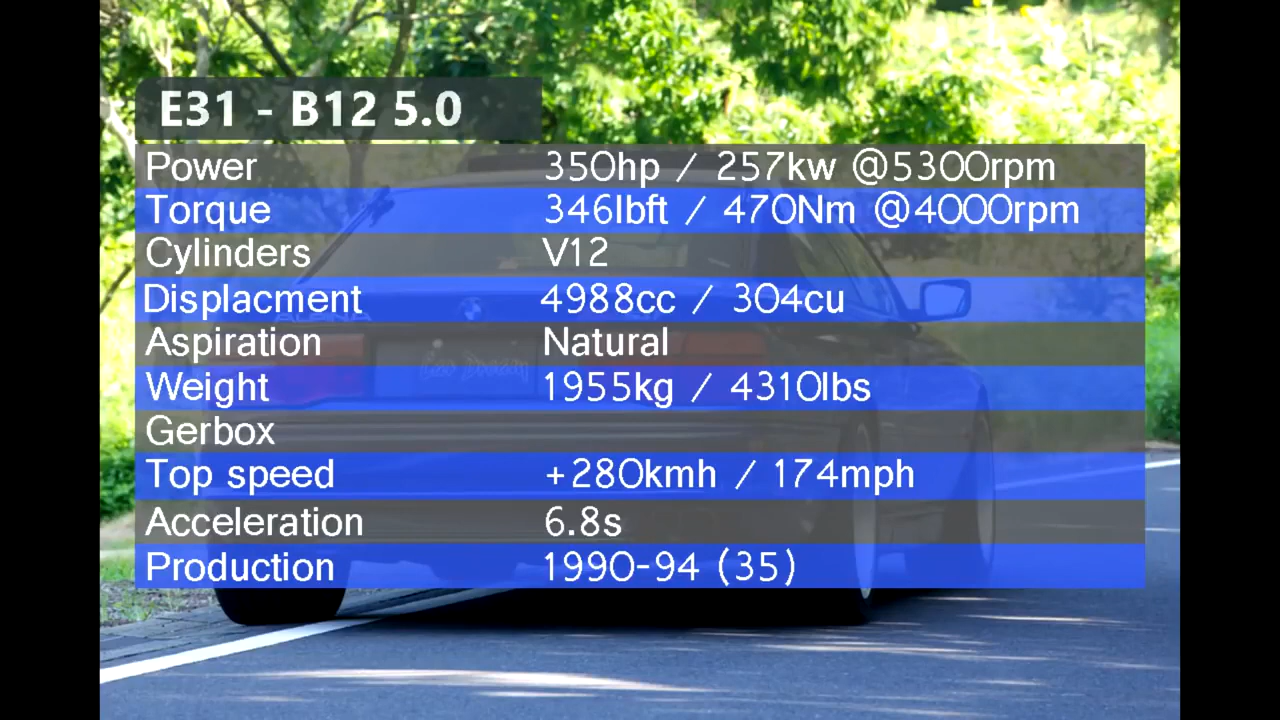 E31 - B12 5.0
Power 350hp / 257kw @5300rpm
Torque 346lbft / 470Nm @4000rpm
Cylinders V12
Displacment 4988cc / 304cu
Aspiration Natural
Weight 1955kg / 4310lbs
Gerbox
Top speed +280kmh / 174mph
Acceleration 6.8s
Production 1990-94 (35)
ALPINA